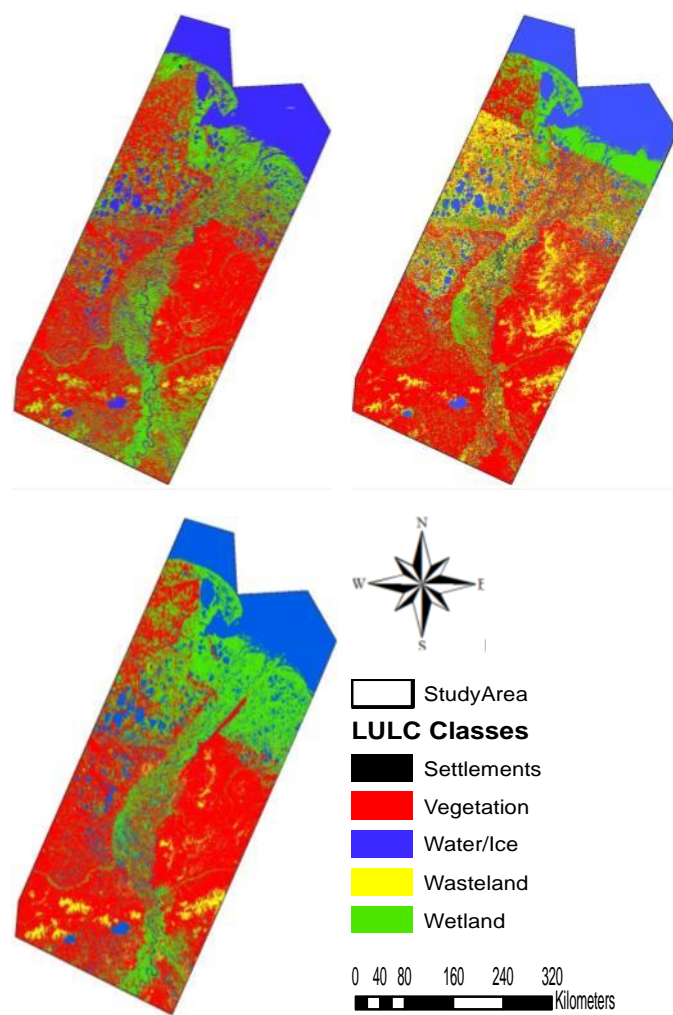 N
W E
S
StudyArea
LULC Classes
Settlements
Vegetation
Water/Ice
Wasteland
Wetland
0 40 80 160 240 320
Kilometers